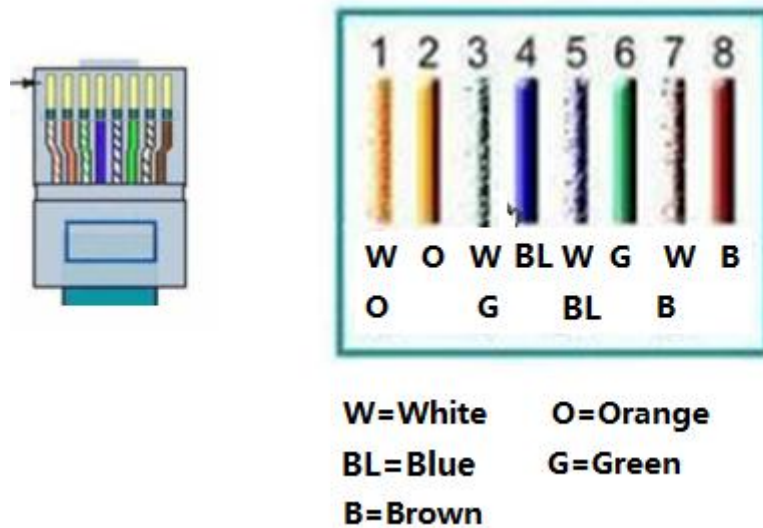 1 2 3 4 5 6 7 8
W O W BL W G W B
O G BL B
W=White O=Orange
BL=Blue G=Green
B=Brown